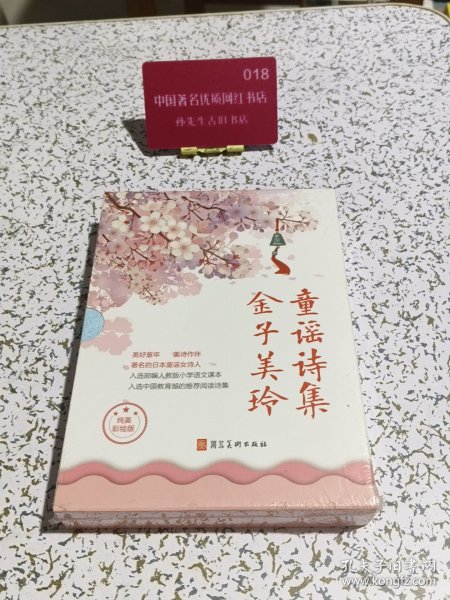 018
中国著名优质网红书店
孙先生古旧书店
金子美玲
童谣诗集
美好童年 美诗作伴
著名的日本童谣女诗人
入选部编人教版小学语文课本
入选中国教育部的推荐阅读诗集
纯美
彩绘版
河北美术出版社
孔夫子旧书网